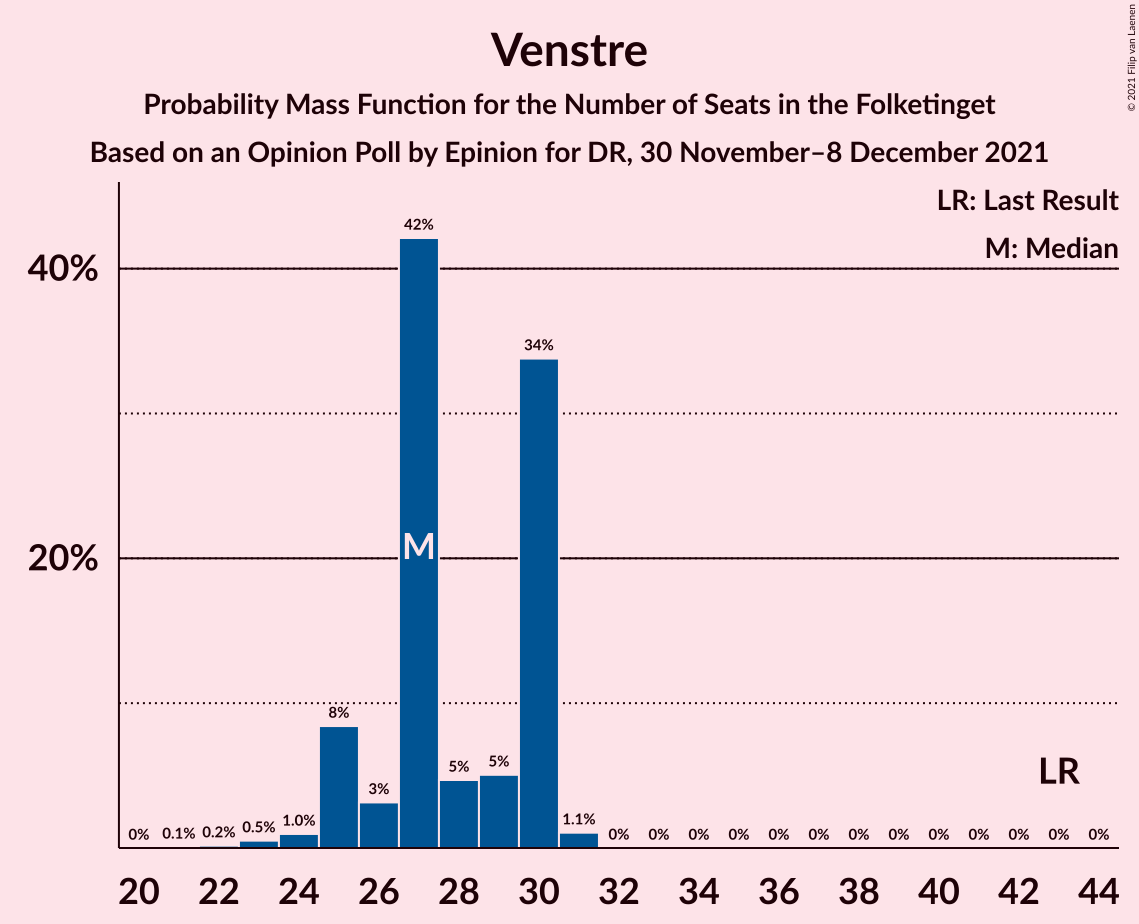 © 2021 Filip van Laenen
Venstre
Probability Mass Function for the Number of Seats in the Folketinget
Based on an Opinion Poll by Epinion for DR, 30 November–8 December 2021
LR: Last Result
M: Median
40%
20%
0% 0.1% 0.2% 0.5% 1.0% 8% 3% 42% 5% 5% 34% 1.1% 0% 0% 0% 0% 0% 0% 0% 0% 0% 0% 0% 0% 0%
M
LR
20 22 24 26 28 30 32 34 36 38 40 42 44